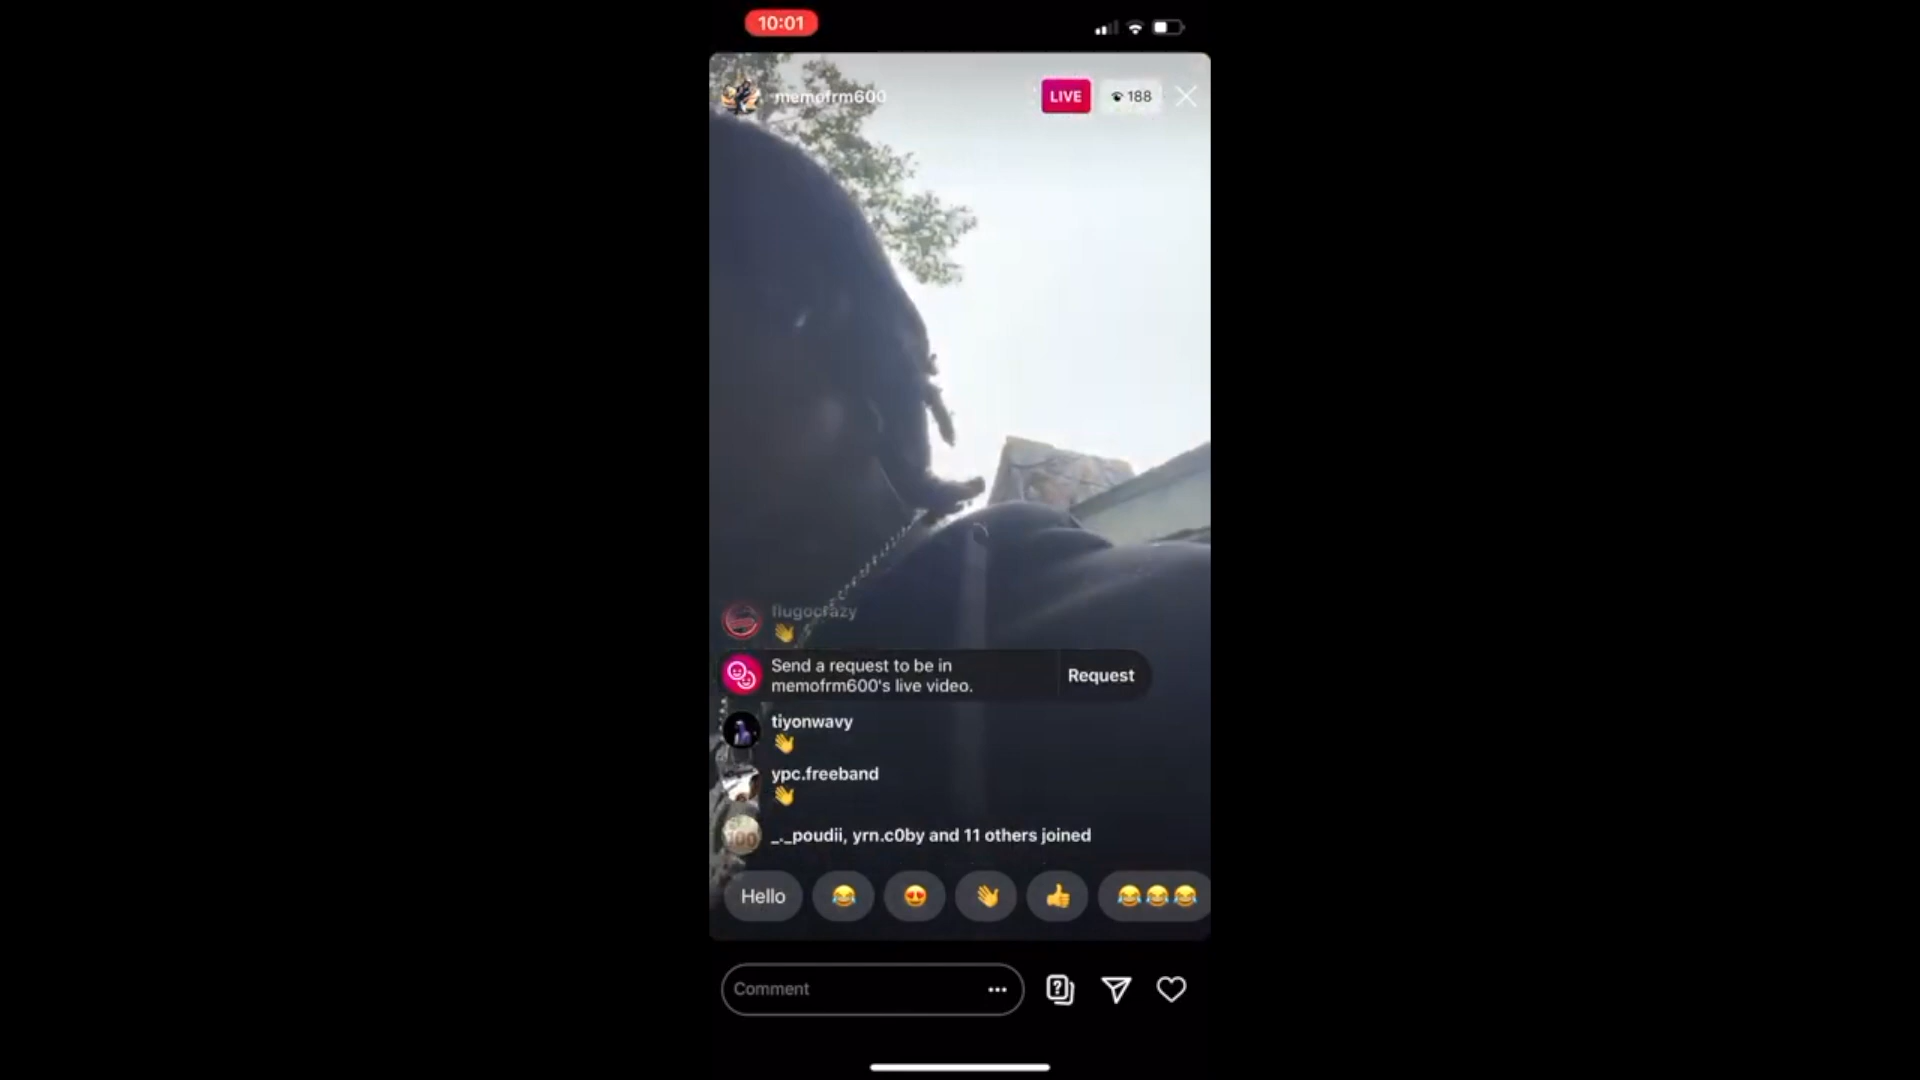 10:01
memofrm600
LIVE
188
flugocrazy
Send a request to be in
memofrm600's live video.
Request
tiyonwavy
ypc.freeband
100
_._poudii, yrn.c0by and 11 others joined
Hello
Comment